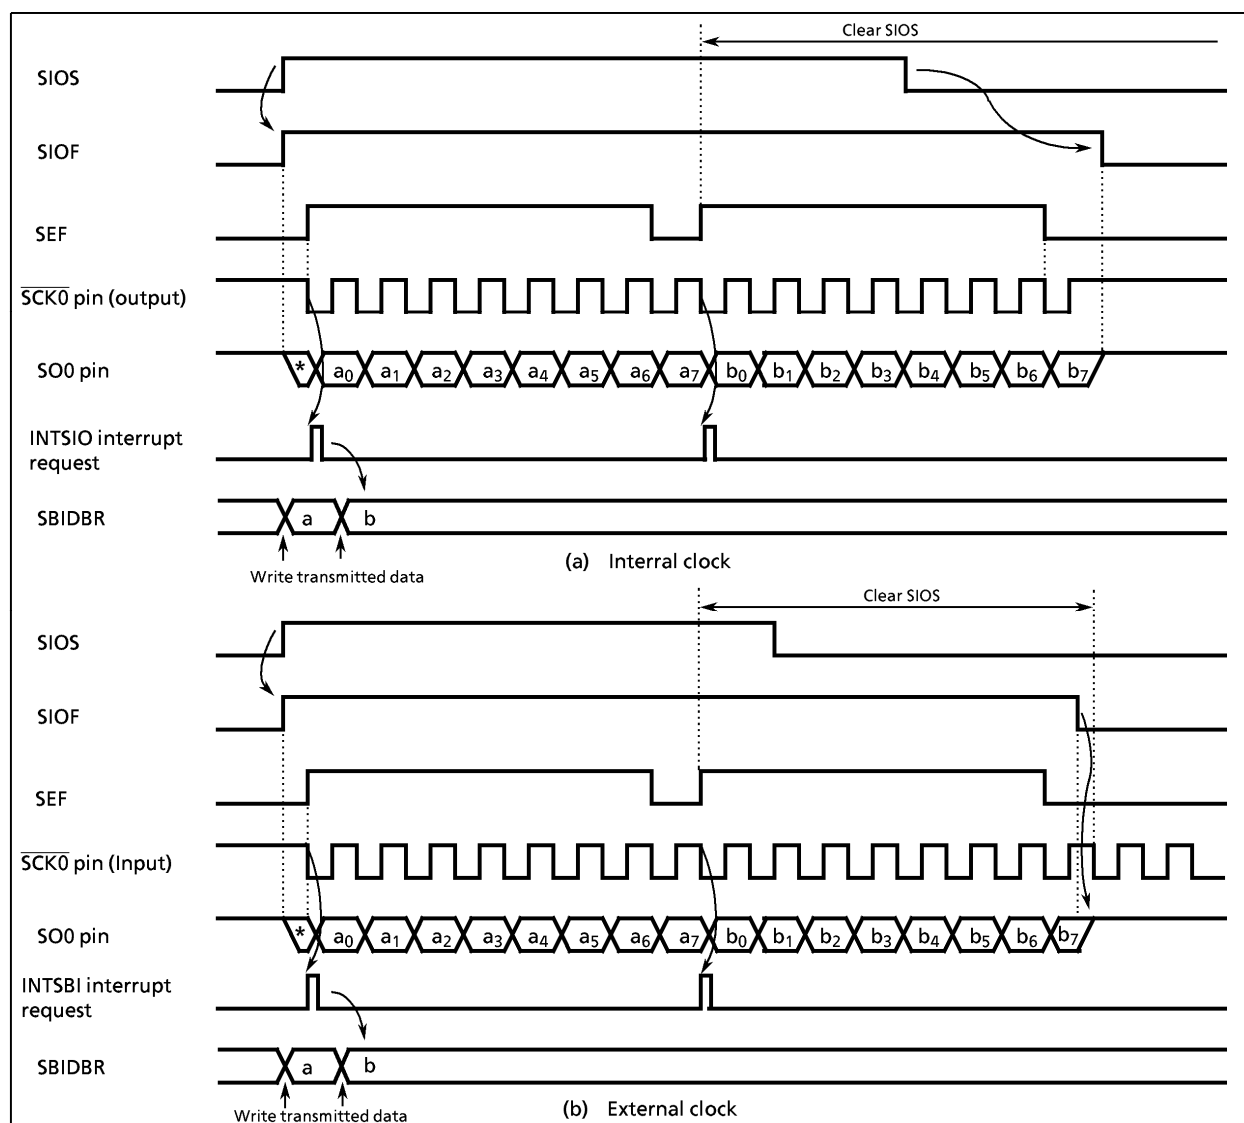 Clear SIOS
SIOS
SIOF
SEF
SCK0 pin (output)
SO0 pin
* a0 a1 a2 a3 a4 a5 a6 a7 b0 b1 b2 b3 b4 b5 b6 b7
INTSIO interrupt
request
SBIDBR
a b
Write transmitted data
(a) Interral clock
Clear SIOS
SIOS
SIOF
SEF
SCK0 pin (Input)
SO0 pin
* a0 a1 a2 a3 a4 a5 a6 a7 b0 b1 b2 b3 b4 b5 b6 b7
INTSBI interrupt
request
SBIDBR
a b
Write transmitted data
(b) External clock